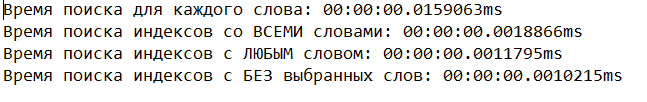 Время поиска для каждого слова: 00:00:00.0159063ms
Время поиска индексов со ВСЕМИ словами: 00:00:00.0018866ms
Время поиска индексов с ЛЮБЫМ словом: 00:00:00.0011795ms
Время поиска индексов с БЕЗ выбранных слов: 00:00:00.0010215ms